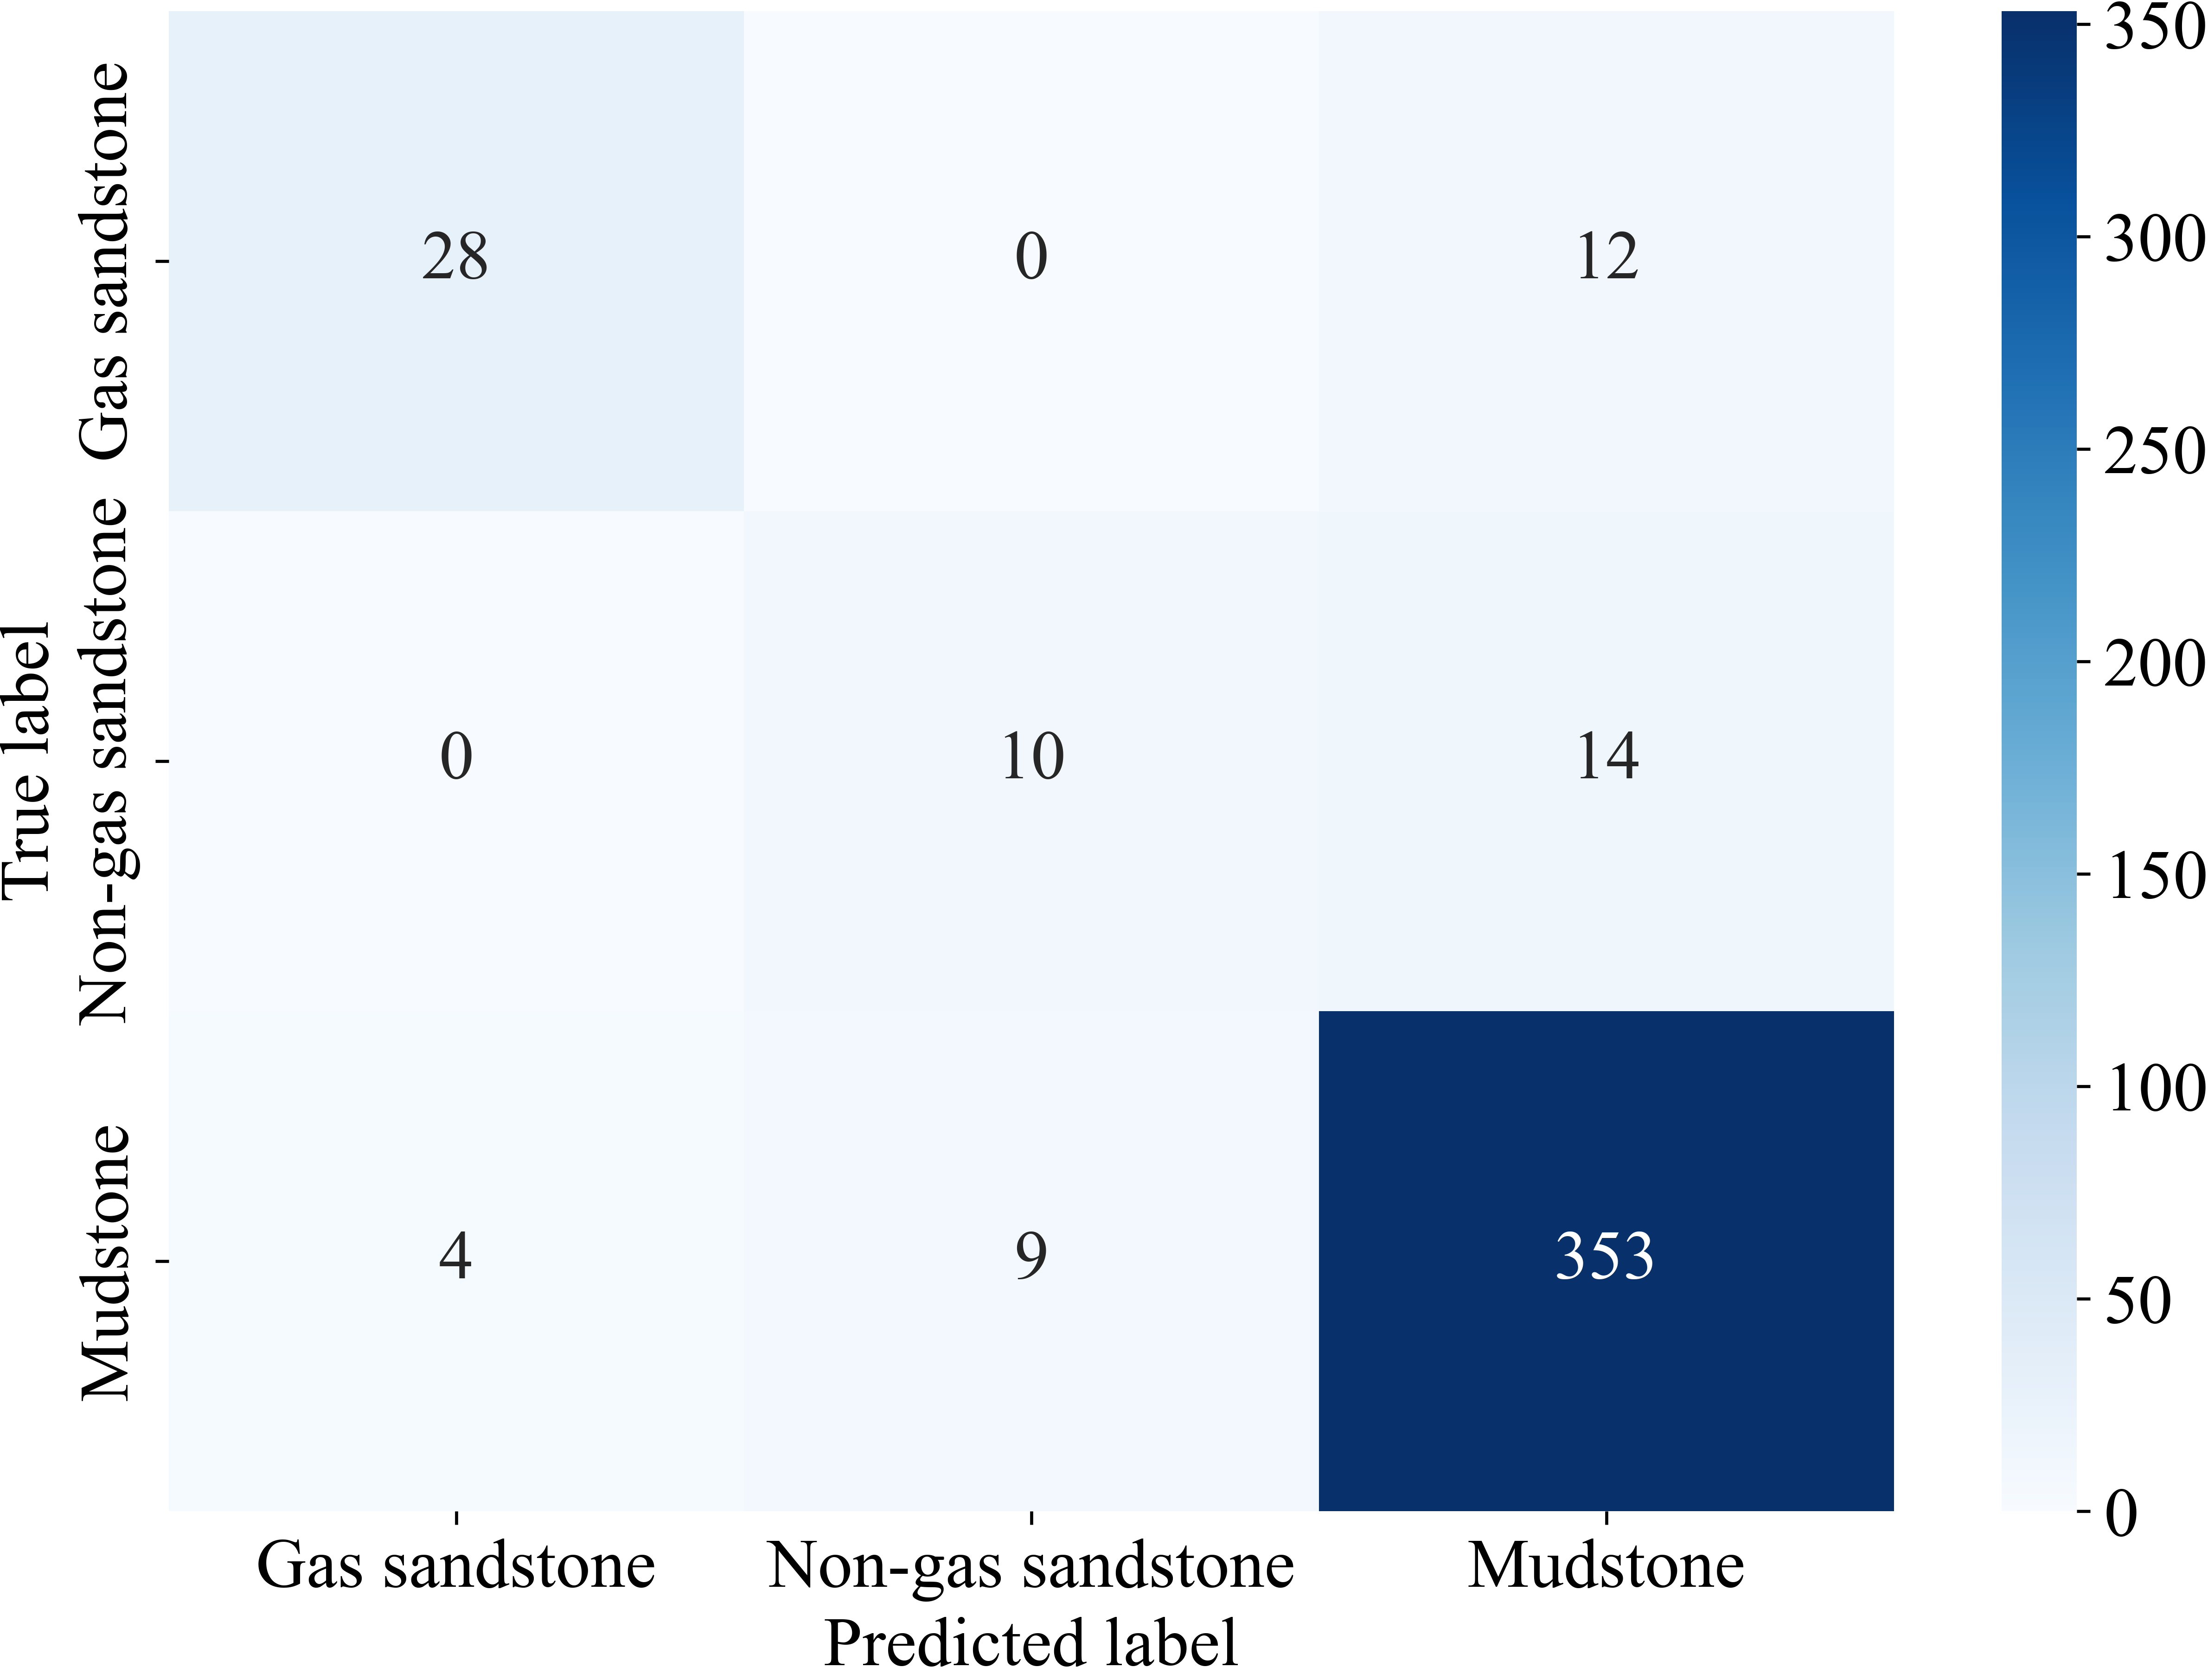 True label
Gas sandstone
Non-gas sandstone
Mudstone
28 0 12
0 10 14
4 9 353
Gas sandstone Non-gas sandstone Mudstone
Predicted label
350
300
250
200
150
100
50
0